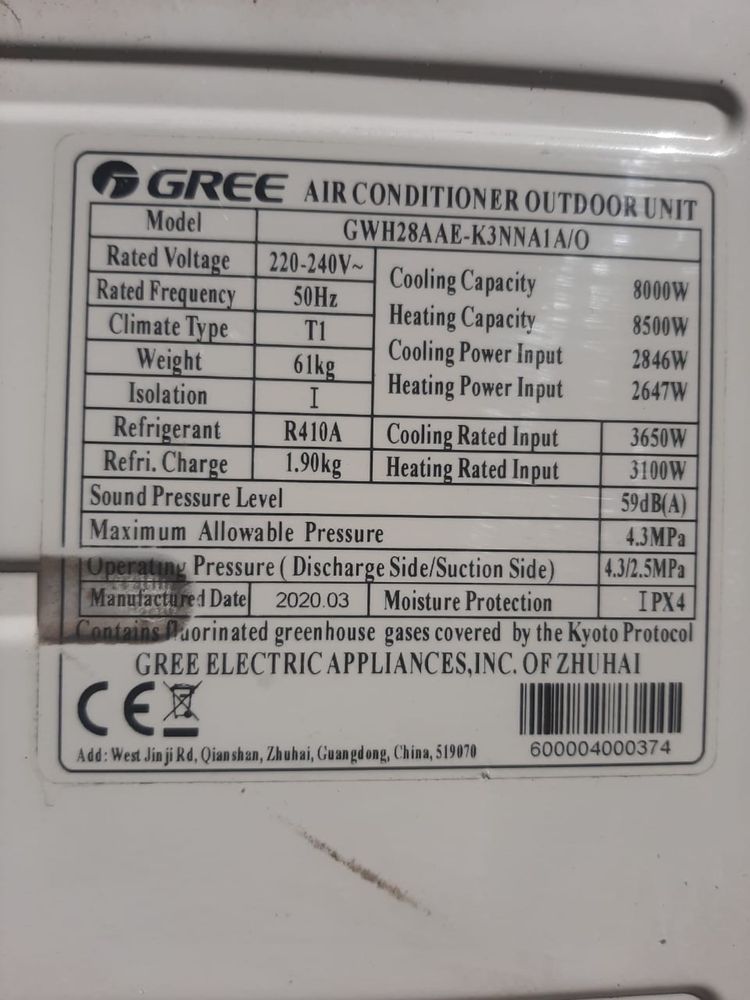 GREE AIR CONDITIONER OUTDOOR UNIT
Model GWH28AAE-K3NNA1A/O
Rated Voltage 220-240V~ Cooling Capacity 8000W
Rated Frequency 50Hz Heating Capacity 8500W
Climate Type T1 Cooling Power Input 2846W
Weight 61kg Heating Power Input 2647W
Isolation I
Refrigerant R410A Cooling Rated Input 3650W
Refri. Charge 1.90kg Heating Rated Input 3100W
Sound Pressure Level 59dB(A)
Maximum Allowable Pressure 4.3MPa
Operating Pressure ( Discharge Side/Suction Side) 4.3/2.5MPa
Manufactured Date 2020.03 Moisture Protection IPX4
Contains fluorinated greenhouse gases covered by the Kyoto Protocol
GREE ELECTRIC APPLIANCES,INC. OF ZHUHAI
CE
600004000374
Add: West Jinji Rd, Qianshan, Zhuhai, Guangdong, China, 519070